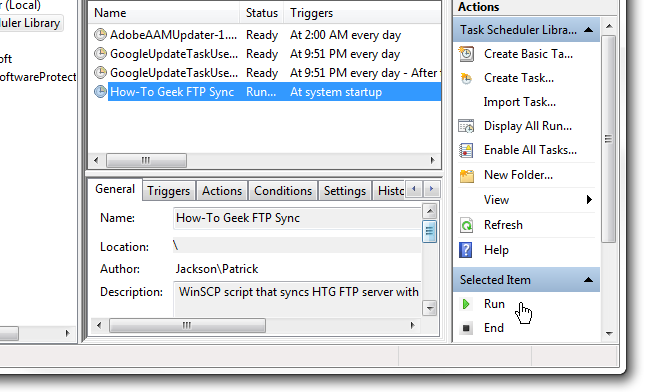 r (Local)
uler Library
oft
oftwareProtect
Name Status Triggers
AdobeAAMUpdater-1.... Ready At 2:00 AM every day
GoogleUpdateTaskUse... Ready At 9:51 PM every day
GoogleUpdateTaskUse... Ready At 9:51 PM every day - After
How-To Geek FTP Sync Run... At system startup
General Triggers Actions Conditions Settings Histo
Name: How-To Geek FTP Sync
Location: \
Author: Jackson\Patrick
Description: WinSCP script that syncs HTG FTP server with
Actions
Task Scheduler Libra...
Create Basic Ta...
Create Task...
Import Task...
Display All Run...
Enable All Tasks...
New Folder...
View
Refresh
Help
Selected Item
Run
End